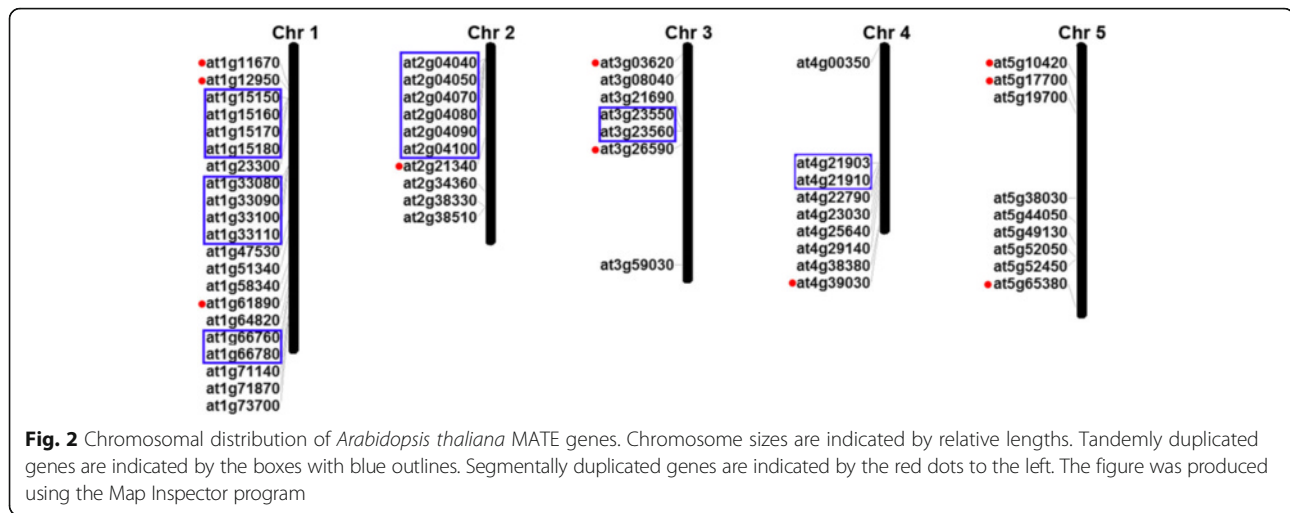 Chr 1
at1g11670
at1g12950
at1g15150
at1g15160
at1g15170
at1g15180
at1g23300
at1g33080
at1g33090
at1g33100
at1g33110
at1g47530
at1g51340
at1g58340
at1g61890
at1g64820
at1g66760
at1g66780
at1g71140
at1g71870
at1g73700
Chr 2
at2g04040
at2g04050
at2g04070
at2g04080
at2g04090
at2g04100
at2g21340
at2g34360
at2g38330
at2g38510
Chr 3
at3g03620
at3g08040
at3g21690
at3g23550
at3g23560
at3g26590
at3g59030
Chr 4
at4g00350
at4g21903
at4g21910
at4g22790
at4g23030
at4g25640
at4g29140
at4g38380
at4g39030
Chr 5
at5g10420
at5g17700
at5g19700
at5g38030
at5g44050
at5g49130
at5g52050
at5g52450
at5g65380
Fig. 2 Chromosomal distribution of Arabidopsis thaliana MATE genes. Chromosome sizes are indicated by relative lengths. Tandemly duplicated
genes are indicated by the boxes with blue outlines. Segmentally duplicated genes are indicated by the red dots to the left. The figure was produced
using the Map Inspector program